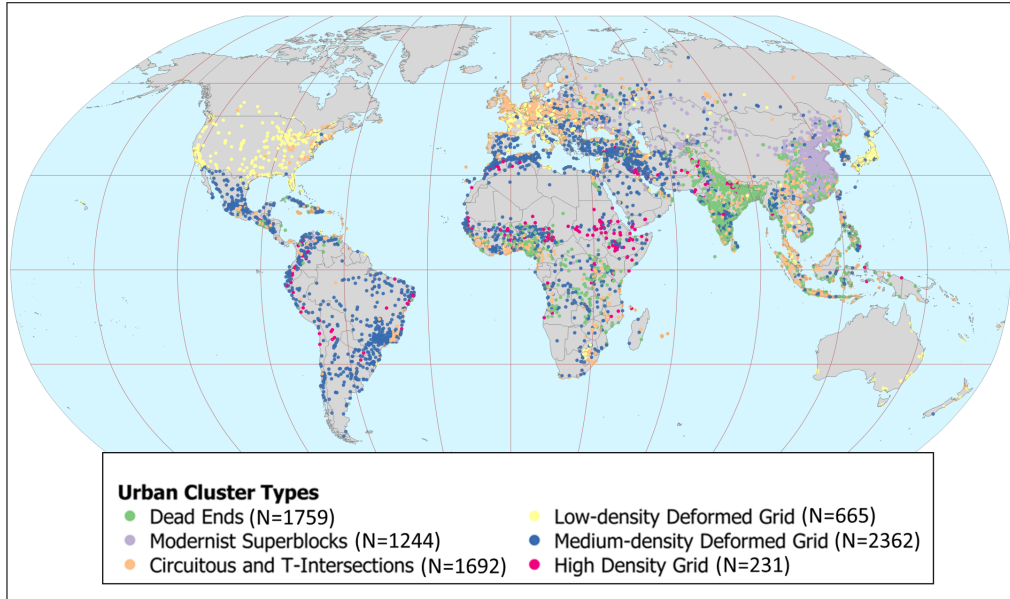 Urban Cluster Types
Dead Ends (N=1759)
Modernist Superblocks (N=1244)
Circuitous and T-Intersections (N=1692)
Low-density Deformed Grid (N=665)
Medium-density Deformed Grid (N=2362)
High Density Grid (N=231)